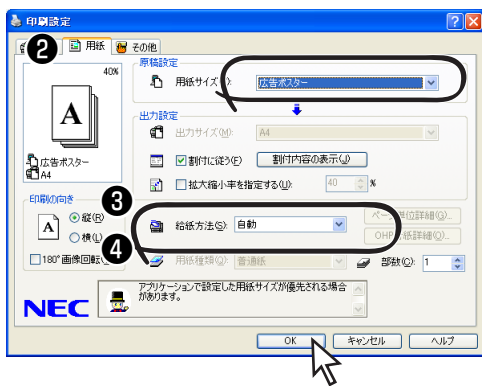 印刷設定
❷
用紙
その他
40%
A
広告ポスター
A4
原稿設定
用紙サイズ
広告ポスター
出力設定
出力サイズ(M):
A4
割付に従う(F)
割付内容の表示(J)
拡大縮小率を指定する(U):
40
%
印刷の向き
❸
A
縦(R)
横(L)
180°画像回転
❹
給紙方法(S):
自動
用紙種類(Q):
普通紙
部数(C):
1
NEC
アプリケーションで設定した用紙サイズが優先される場合
があります。
OK
キャンセル
ヘルプ